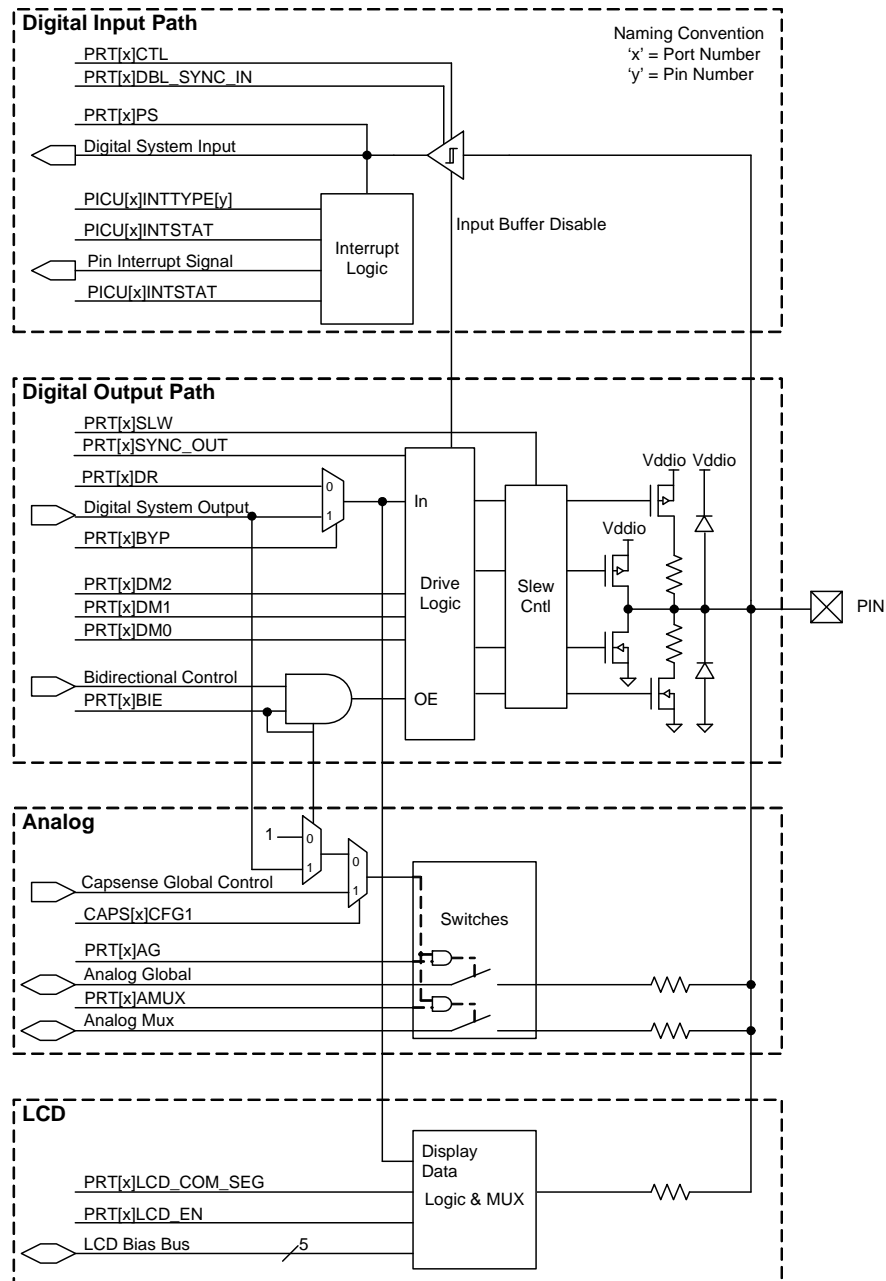 Digital Input Path
Naming Convention
'x' = Port Number
'y' = Pin Number
PRT[x]CTL
PRT[x]DBL_SYNC_IN
PRT[x]PS
Digital System Input
PICU[x]INTTYPE[y]
PICU[x]INTSTAT
Pin Interrupt Signal
PICU[x]INTSTAT
Interrupt
Logic
Input Buffer Disable
Digital Output Path
PRT[x]SLW
PRT[x]SYNC_OUT
PRT[x]DR
Digital System Output
PRT[x]BYP
0
1
PRT[x]DM2
PRT[x]DM1
PRT[x]DM0
Bidirectional Control
PRT[x]BIE
In
Drive
Logic
OE
Slew
Cntl
Vddio
Vddio
Vddio
PIN
Analog
1
0
1
0
1
Capsense Global Control
CAPS[x]CFG1
PRT[x]AG
Analog Global
PRT[x]AMUX
Analog Mux
Switches
LCD
Display
Data
Logic & MUX
PRT[x]LCD_COM_SEG
PRT[x]LCD_EN
LCD Bias Bus
5